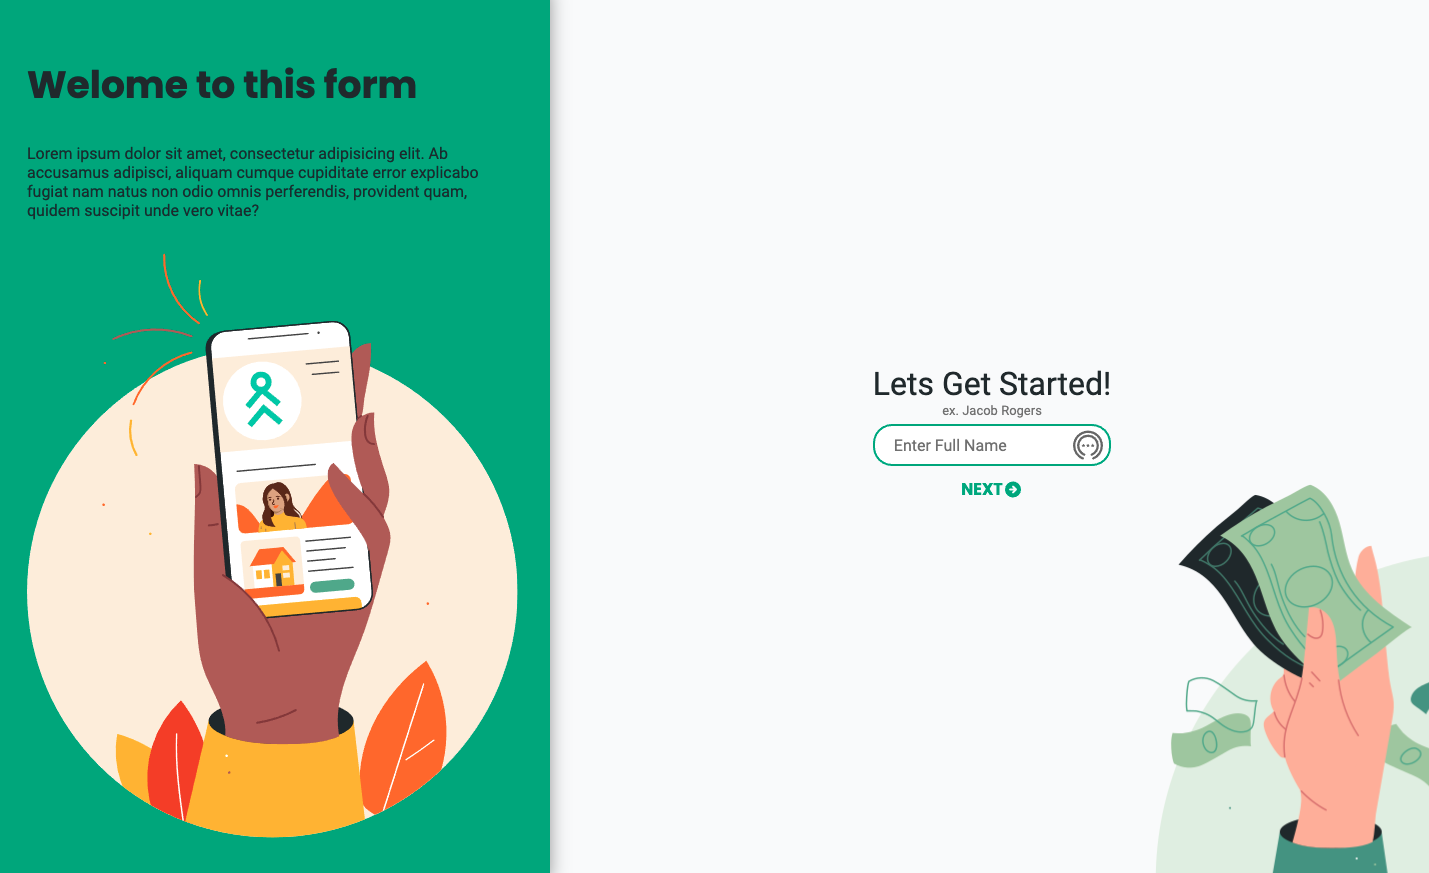 Welome to this form
Lorem ipsum dolor sit amet, consectetur adipisicing elit. Ab
accusamus adipisci, aliquam cumque cupiditate error explicabo
fugiat nam natus non odio omnis perferendis, provident quam,
quidem suscipit unde vero vitae?
Lets Get Started!
ex. Jacob Rogers
Enter Full Name
NEXT